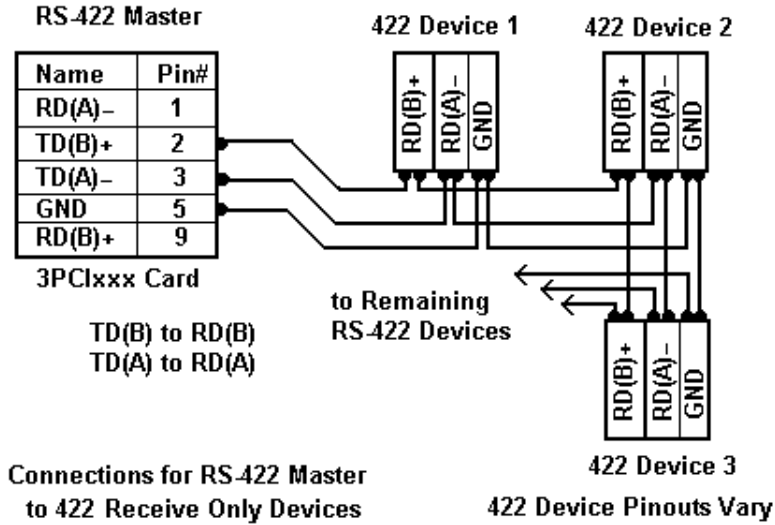 RS-422 Master
Name Pin#
RD(A)– 1
TD(B)+ 2
TD(A)– 3
GND 5
RD(B)+ 9
3PCIxxx Card
TD(B) to RD(B)
TD(A) to RD(A)
422 Device 1
RD(B)+
RD(A)–
GND
422 Device 2
RD(B)+
RD(A)–
GND
to Remaining
RS-422 Devices
RD(B)+
RD(A)–
GND
422 Device 3
Connections for RS-422 Master
to 422 Receive Only Devices
422 Device Pinouts Vary